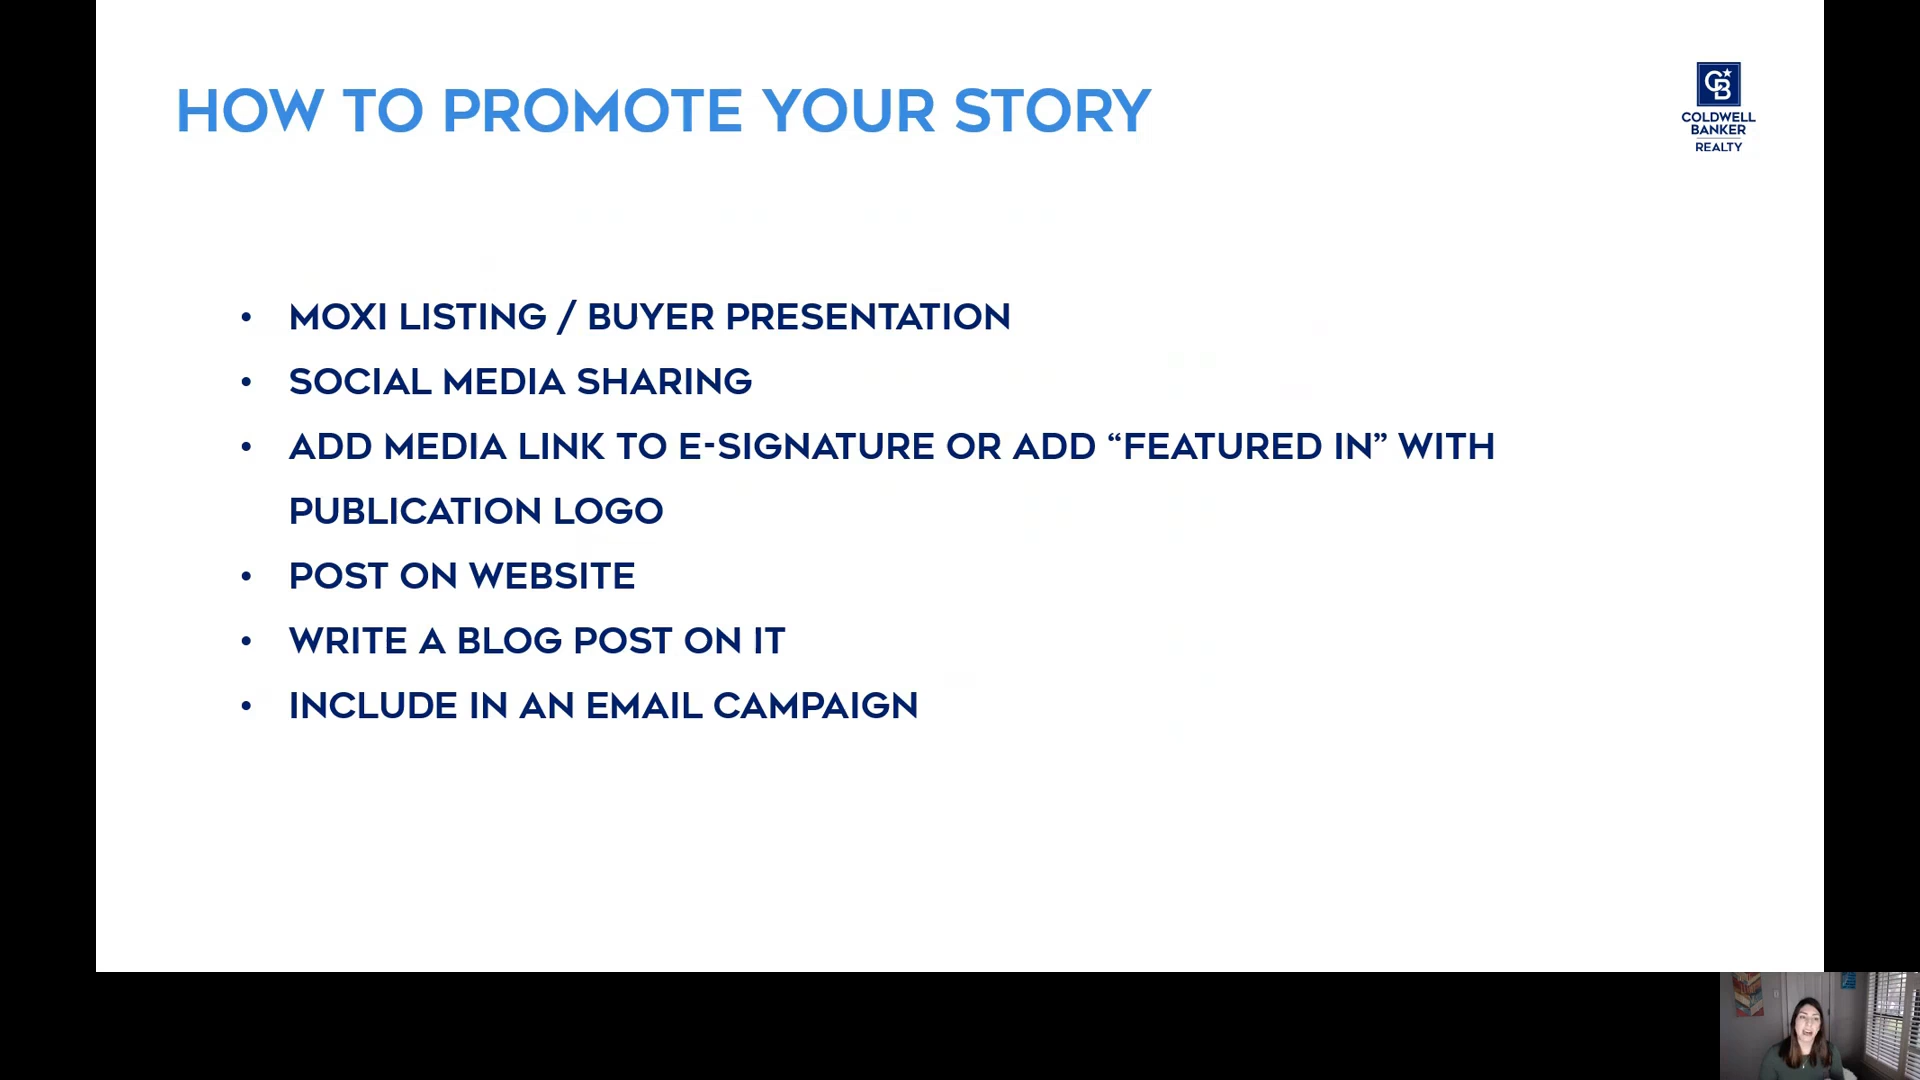 HOW TO PROMOTE YOUR STORY
CB
COLDWELL
BANKER
REALTY
• MOXI LISTING / BUYER PRESENTATION
• SOCIAL MEDIA SHARING
• ADD MEDIA LINK TO E-SIGNATURE OR ADD “FEATURED IN” WITH
PUBLICATION LOGO
• POST ON WEBSITE
• WRITE A BLOG POST ON IT
• INCLUDE IN AN EMAIL CAMPAIGN